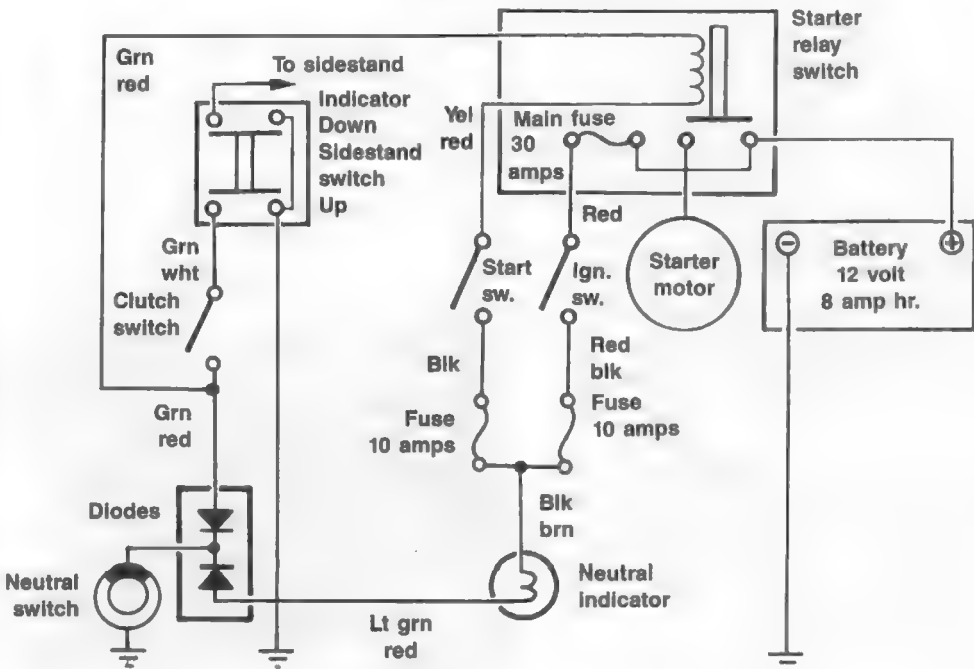 Starter
relay
switch
Grn
red
To sidestand
Indicator
Down
Sidestand
switch
Up
Yel
red
Main fuse
30
amps
Red
Grn
wht
Clutch
switch
Start
sw.
Ign.
sw.
Starter
motor
Battery
12 volt
8 amp hr.
Blk
Red
blk
Grn
red
Fuse
10 amps
Fuse
10 amps
Diodes
Blk
brn
Neutral
switch
Neutral
indicator
Lt grn
red